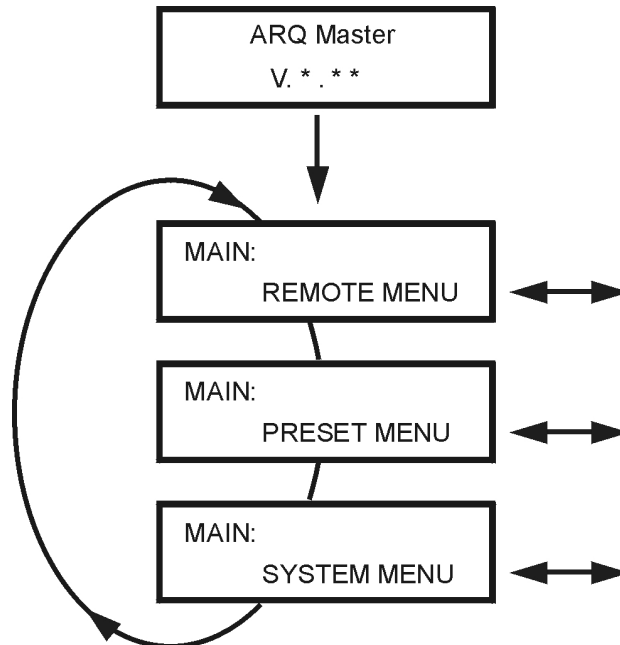 ARQ Master
V. * . * *
MAIN:
REMOTE MENU
MAIN:
PRESET MENU
MAIN:
SYSTEM MENU